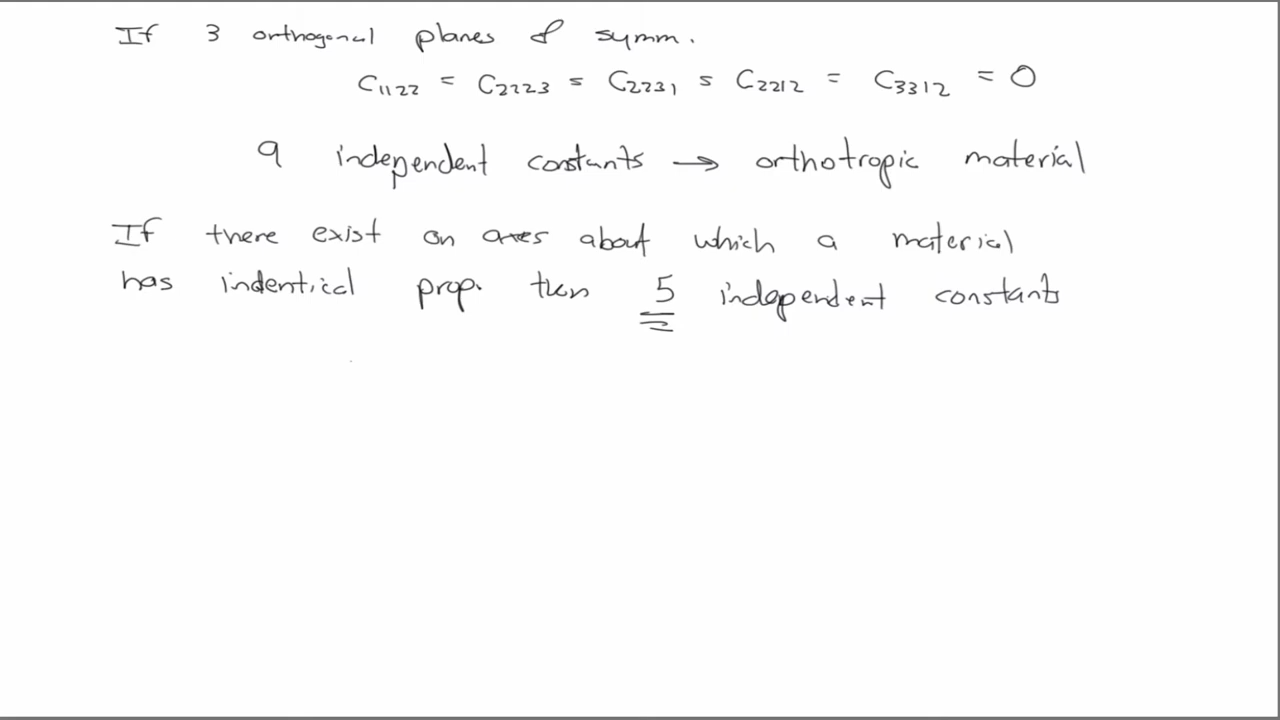 If 3 orthogonal planes of symm.
C1122 = C2223 = C2231 = C2212 = C3312 = 0
9 independent constants → orthotropic material
If there exist an axes about which a material
has indentical prop. then 5 independent constants